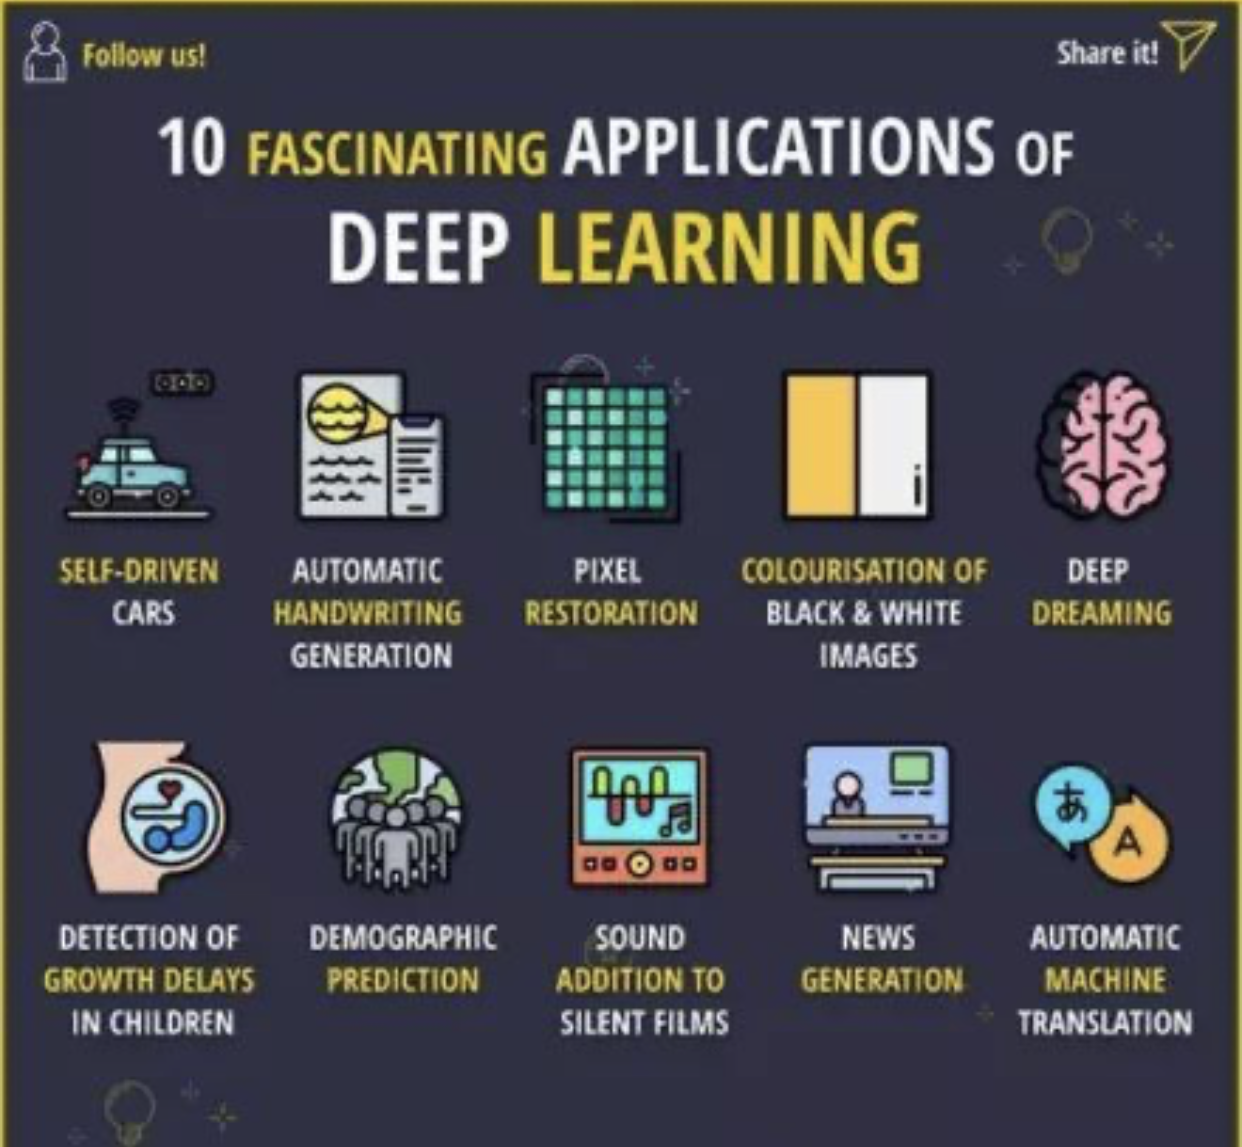 Follow us!
Share it!
10 FASCINATING APPLICATIONS OF
DEEP LEARNING
SELF-DRIVEN
CARS
AUTOMATIC
HANDWRITING
GENERATION
PIXEL
RESTORATION
COLOURISATION OF
BLACK & WHITE
IMAGES
DEEP
DREAMING
あ
A
DETECTION OF
GROWTH DELAYS
IN CHILDREN
DEMOGRAPHIC
PREDICTION
SOUND
ADDITION TO
SILENT FILMS
NEWS
GENERATION
AUTOMATIC
MACHINE
TRANSLATION